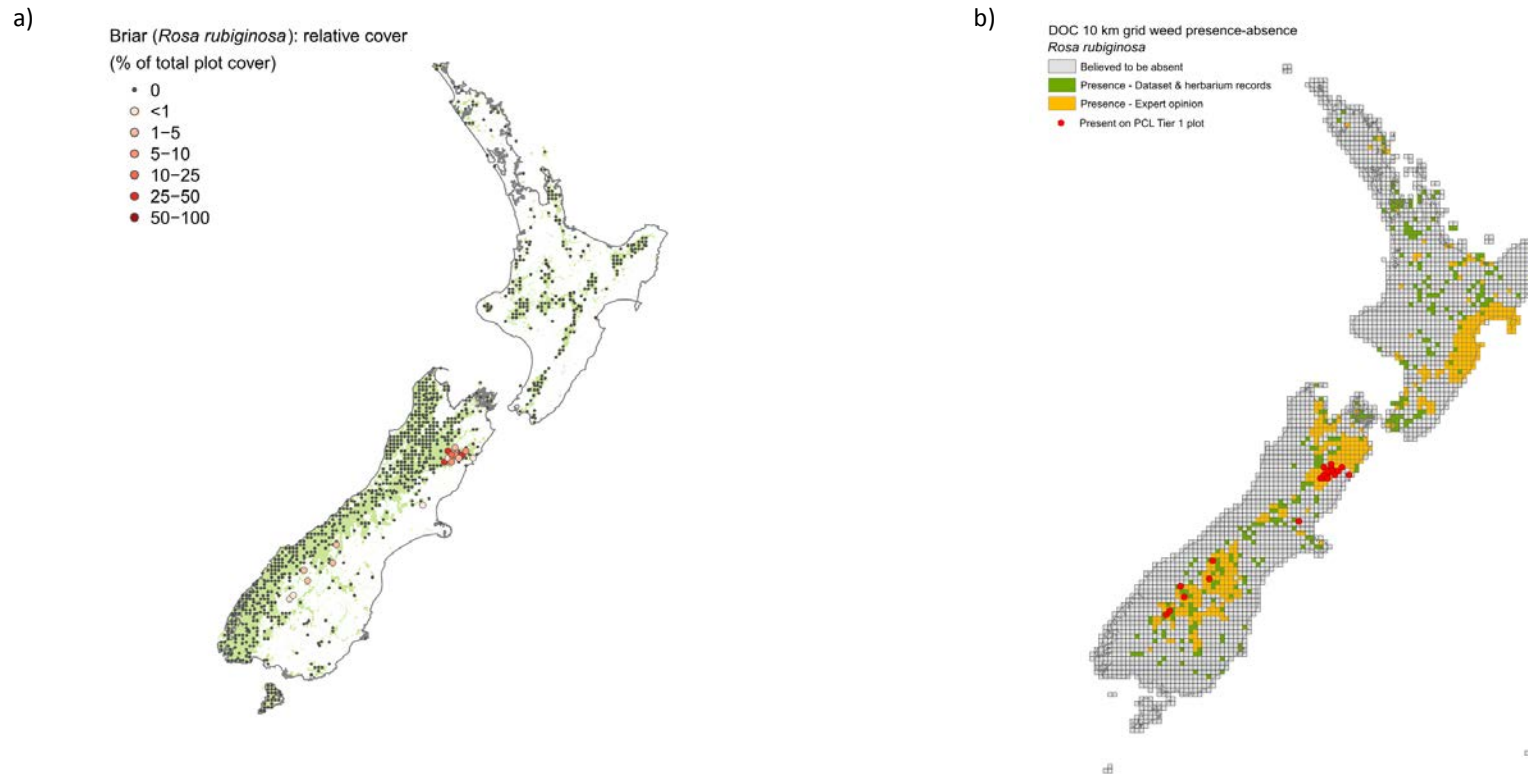 a)
Briar (Rosa rubiginosa): relative cover
(% of total plot cover)
0
<1
1−5
5−10
10−25
25−50
50−100
b)
DOC 10 km grid weed presence-absence
Rosa rubiginosa
Believed to be absent
Presence - Dataset & herbarium records
Presence - Expert opinion
Present on PCL Tier 1 plot